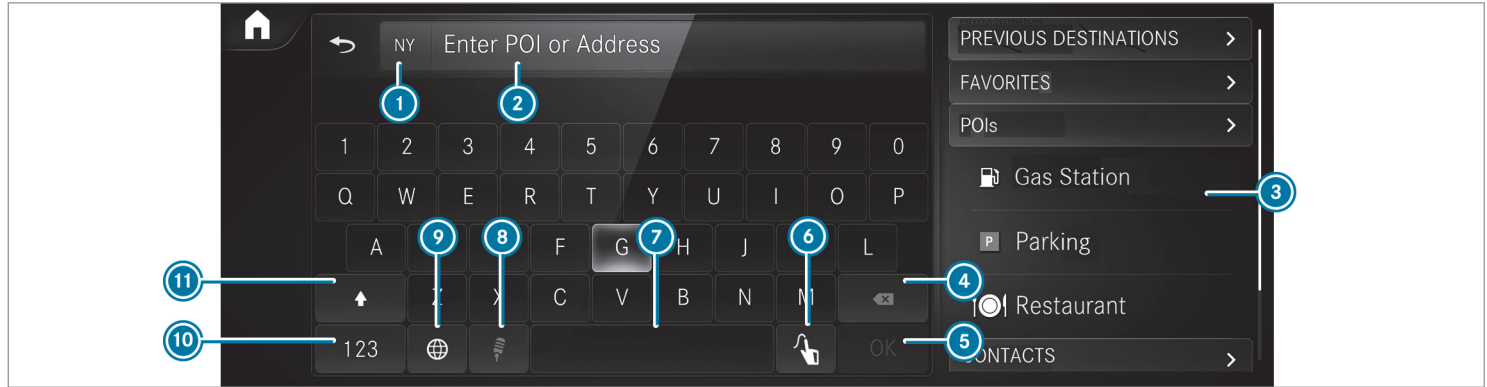 NY Enter POI or Address
1 2
1 2 3 4 5 6 7 8 9 0
Q W E R T Y U I O P
A F G H J L
9 8 7 6
11
Z X C V B N M
4
10
123 OK
5
PREVIOUS DESTINATIONS
FAVORITES
POIs
Gas Station
3
P Parking
Restaurant
CONTACTS